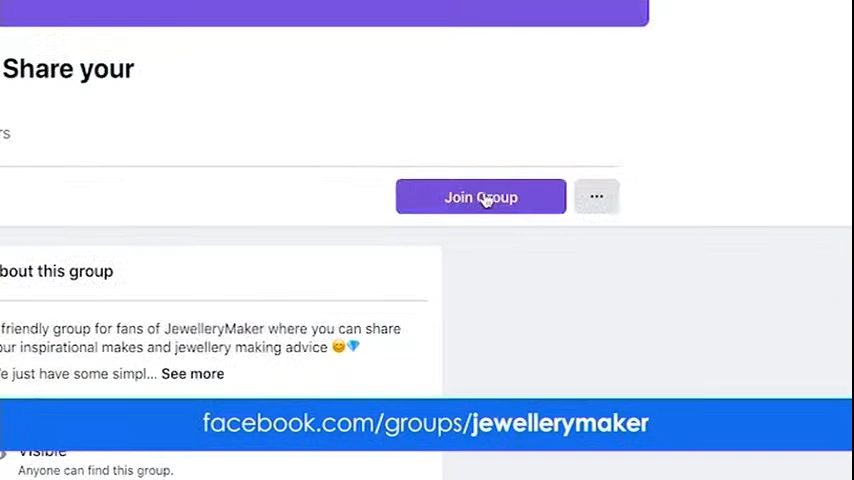 Share your
rs
Join Group
...
bout this group
friendly group for fans of JewelleryMaker where you can share
our inspirational makes and jewellery making advice 😊💎
e just have some simpl... See more
facebook.com/groups/jewellerymaker
Visible
Anyone can find this group.